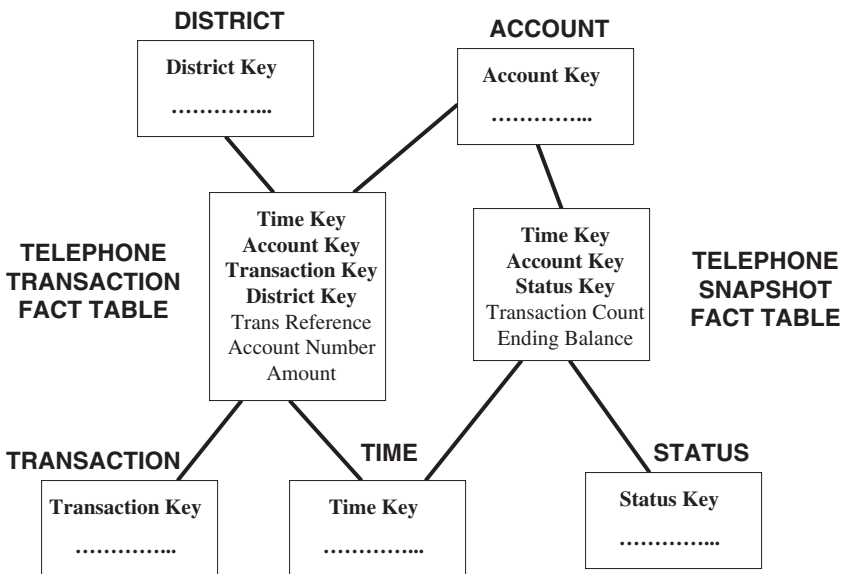 DISTRICT
District Key
…………...
ACCOUNT
Account Key
…………...
TELEPHONE
TRANSACTION
FACT TABLE
Time Key
Account Key
Transaction Key
District Key
Trans Reference
Account Number
Amount
Time Key
Account Key
Status Key
Transaction Count
Ending Balance
TELEPHONE
SNAPSHOT
FACT TABLE
TRANSACTION
Transaction Key
…………...
TIME
Time Key
…………...
STATUS
Status Key
…………...